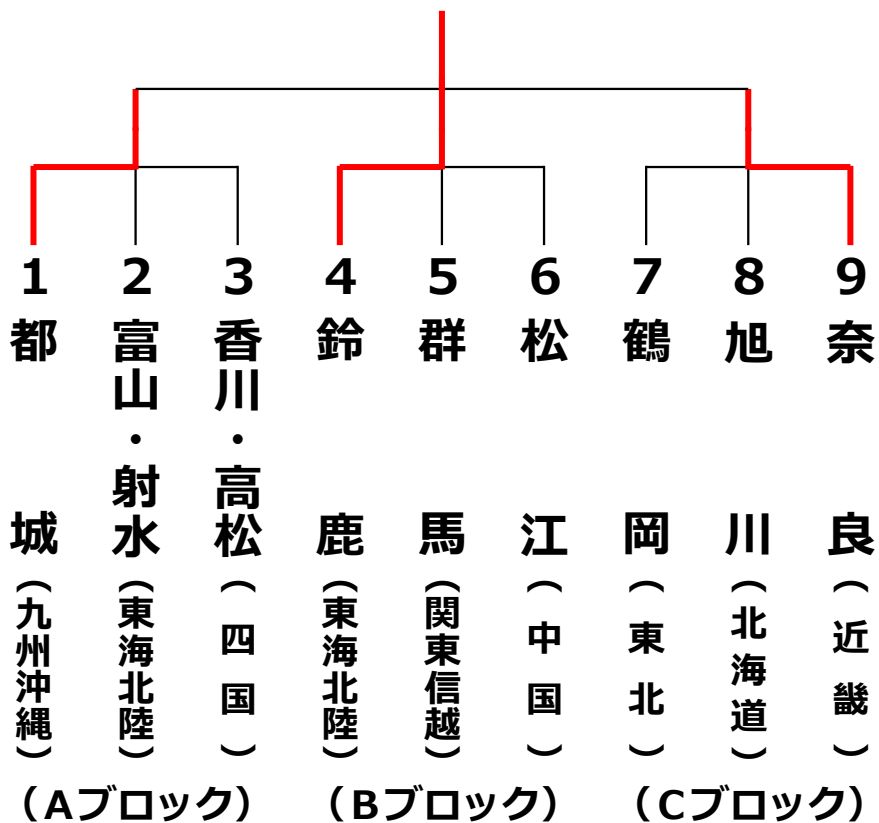 1
都城(九州沖縄)
2
富山・射水(東海北陸)
3
香川・高松(四国)
4
鈴鹿(東海北陸)
5
群馬(関東信越)
6
松江(中国)
7
鶴岡(東北)
8
旭川(北海道)
9
奈良(近畿)
(Aブロック)
(Bブロック)
(Cブロック)